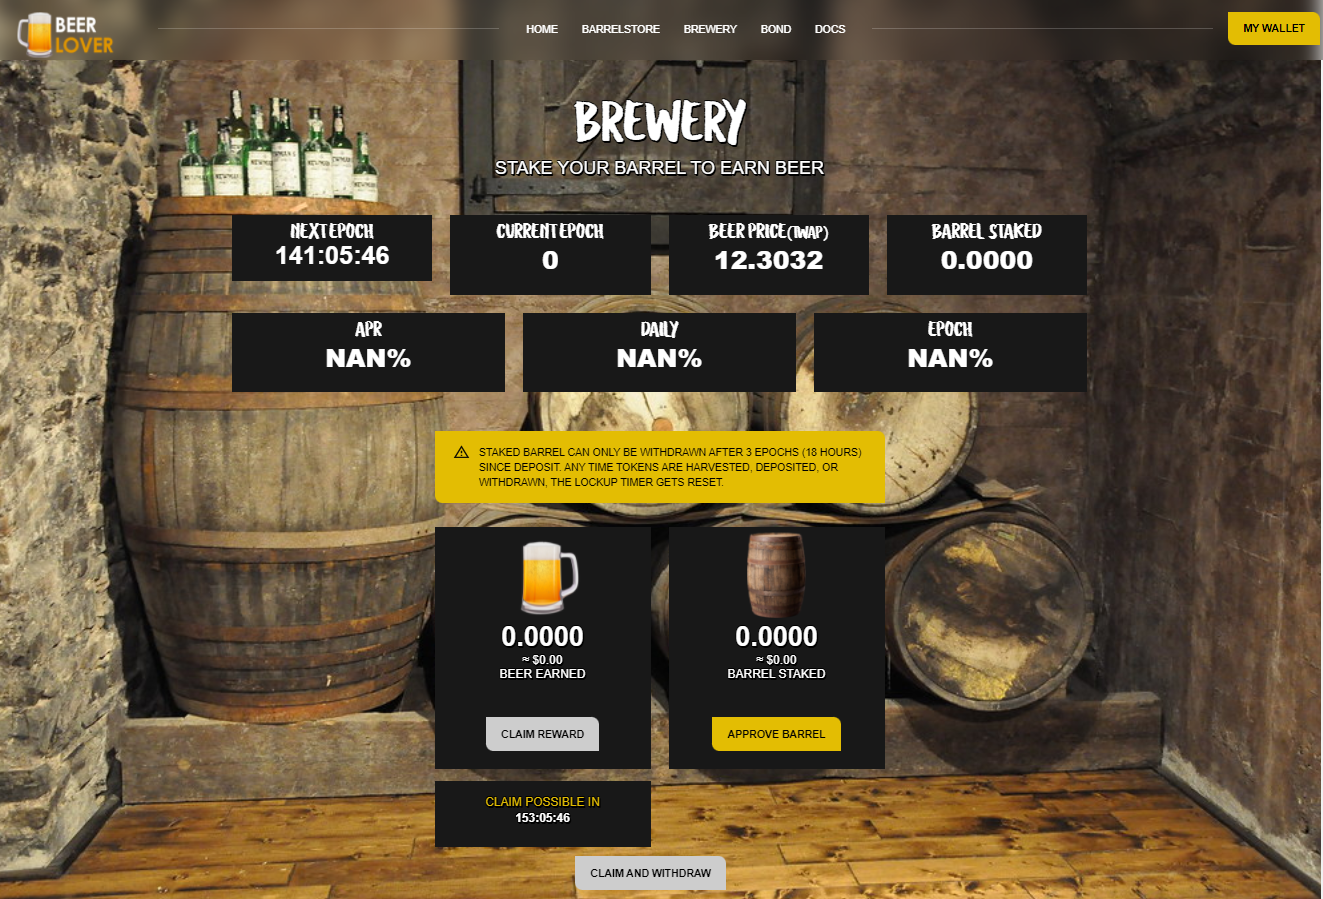 BEER
LOVER
HOME
BARRELSTORE
BREWERY
BOND
DOCS
MY WALLET
BREWERY
STAKE YOUR BARREL TO EARN BEER
NEXT EPOCH
141:05:46
CURRENT EPOCH
0
BEER PRICE(TWAP)
12.3032
BARREL STAKED
0.0000
APR
NAN%
DAILY
NAN%
EPOCH
NAN%
STAKED BARREL CAN ONLY BE WITHDRAWN AFTER 3 EPOCHS (18 HOURS)
SINCE DEPOSIT. ANY TIME TOKENS ARE HARVESTED, DEPOSITED, OR
WITHDRAWN, THE LOCKUP TIMER GETS RESET.
0.0000
≈ $0.00
BEER EARNED
CLAIM REWARD
0.0000
≈ $0.00
BARREL STAKED
APPROVE BARREL
CLAIM POSSIBLE IN
153:05:46
CLAIM AND WITHDRAW